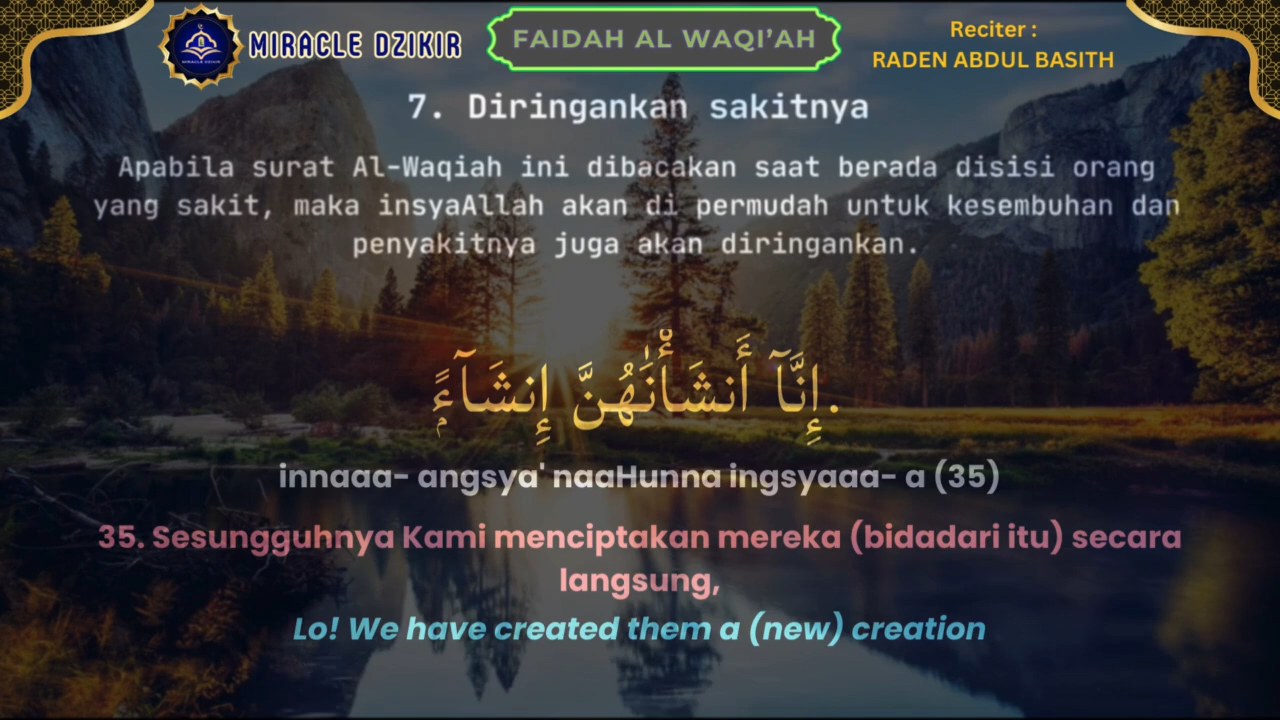 MIRACLE DZIKIR
MIRACLE DZIKIR
FAIDAH AL WAQI'AH
Reciter :
RADEN ABDUL BASITH
7. Diringankan sakitnya
Apabila surat Al-Waqiah ini dibacakan saat berada disisi orang
yang sakit, maka insyaAllah akan di permudah untuk kesembuhan dan
penyakitnya juga akan diringankan.
إِنَّآ أَنشَأْنَٰهُنَّ إِنشَآءًۭ.
innaaa- angsya' naaHunna ingsyaaa- a (35)
35. Sesungguhnya Kami menciptakan mereka (bidadari itu) secara
langsung,
Lo! We have created them a (new) creation